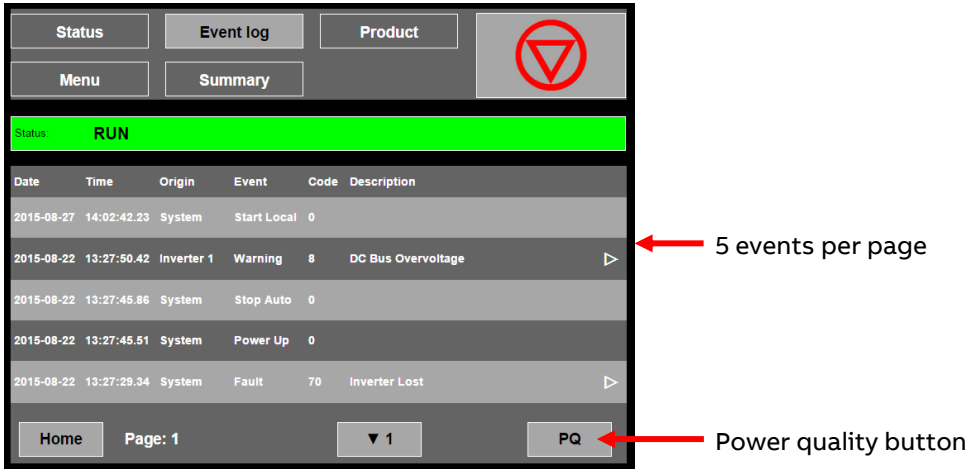 Status Event log Product
Menu Summary
Status: RUN
Date Time Origin Event Code Description
2015-08-27 14:02:42.23 System Start Local 0
5 events per page
2015-08-22 13:27:50.42 Inverter 1 Warning 8 DC Bus Overvoltage ▷
2015-08-22 13:27:45.86 System Stop Auto 0
2015-08-22 13:27:45.51 System Power Up 0
2015-08-22 13:27:29.34 System Fault 70 Inverter Lost ▷
Home Page: 1 ▼ 1 PQ
Power quality button